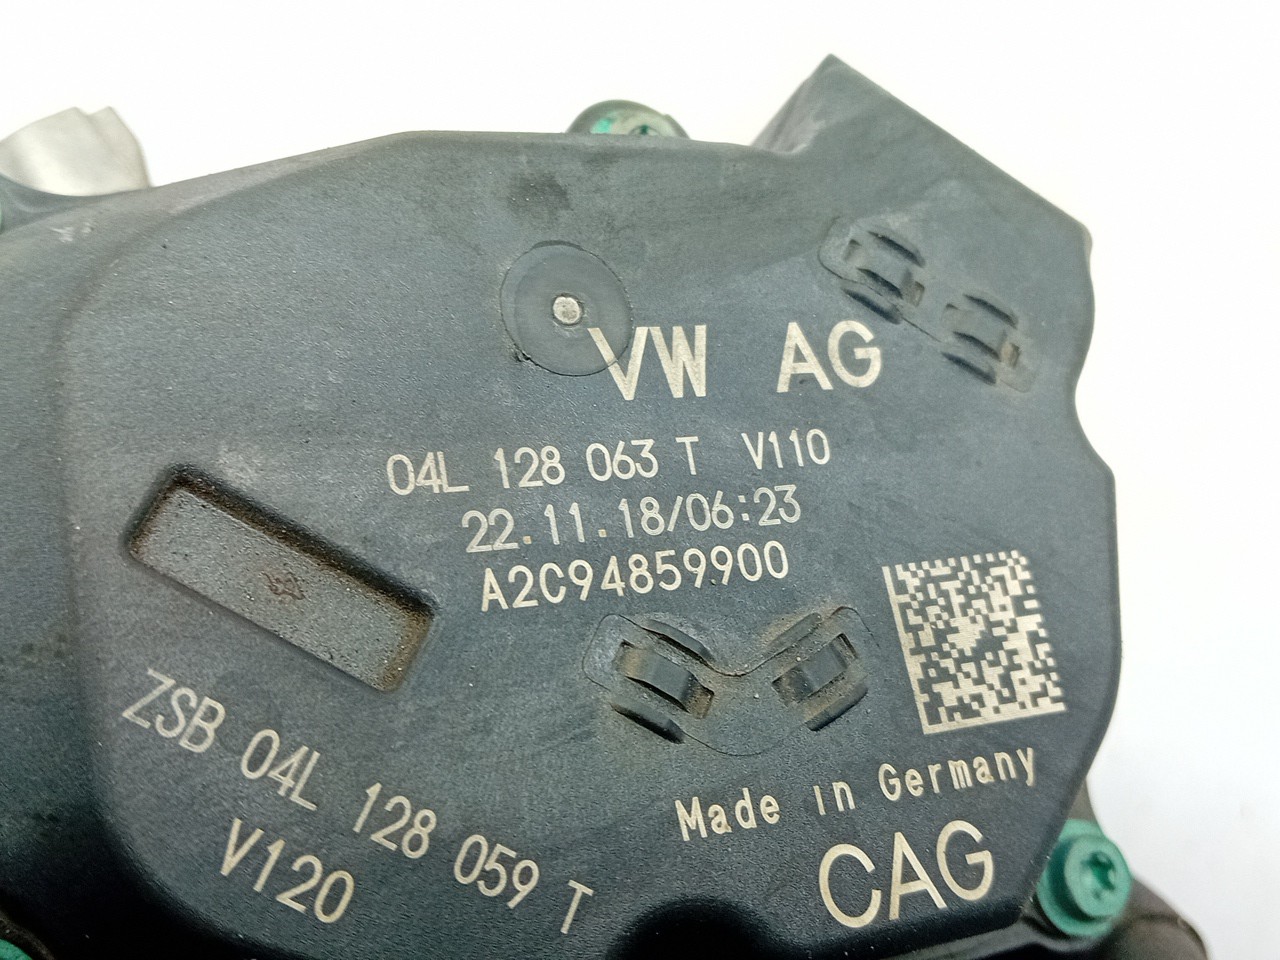 VW AG
04L 128 063 T V110
22.11.18/06:23
A2C94859900
ZSB 04L 128 059 T
V120
Made in Germany
CAG